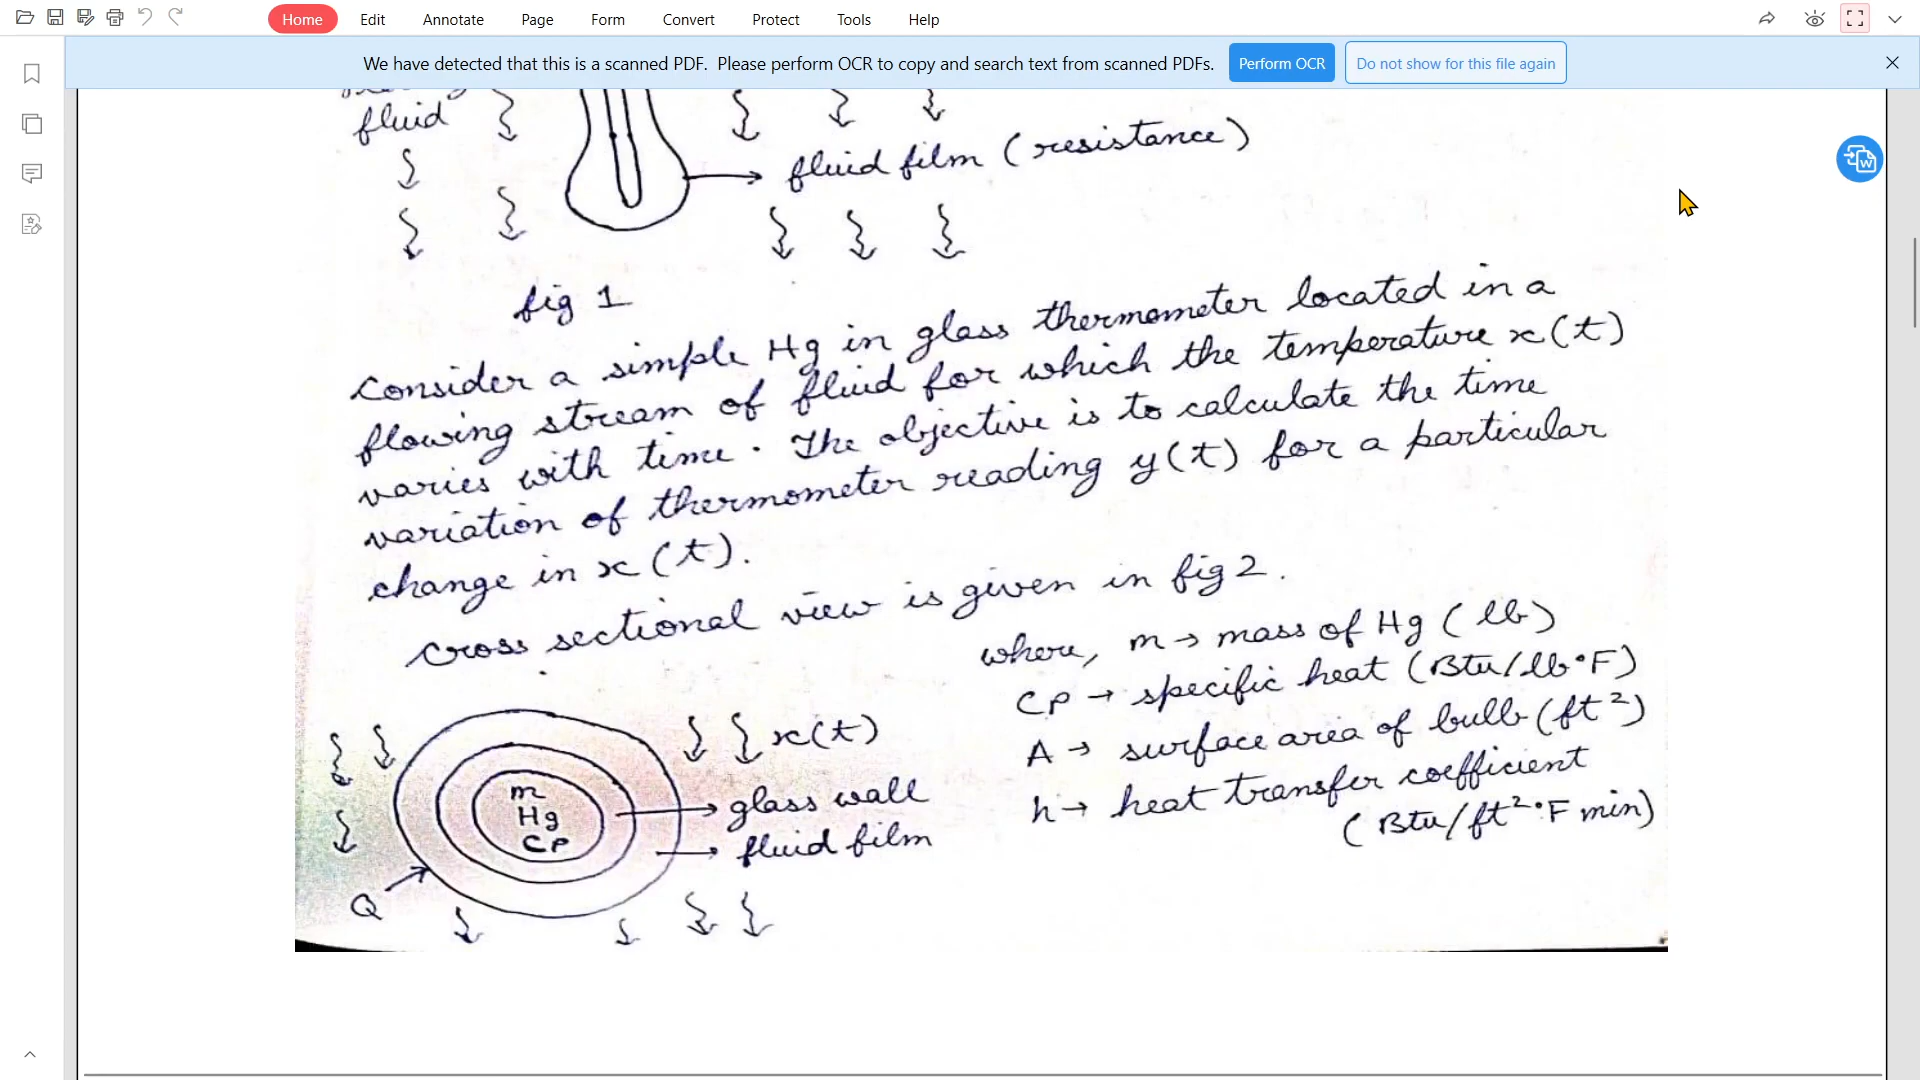 Home Edit Annotate Page Form Convert Protect Tools Help
We have detected that this is a scanned PDF. Please perform OCR to copy and search text from scanned PDFs. Perform OCR Do not show for this file again
fluid
fluid film (resistance)
fig 1
Consider a simple Hg in glass thermometer located in a
flowing stream of fluid for which the temperature x(t)
varies with time. The objective is to calculate the time
variation of thermometer reading y(t) for a particular
change in x(t).
Cross sectional view is given in fig 2.
where, m → mass of Hg (lb)
Cp → specific heat (Btu/lb°F)
A → surface area of bulb (ft²)
h → heat transfer coefficient
(Btu/ft²°F min)
x(t)
glass wall
fluid film
m
Hg
Cp
Q